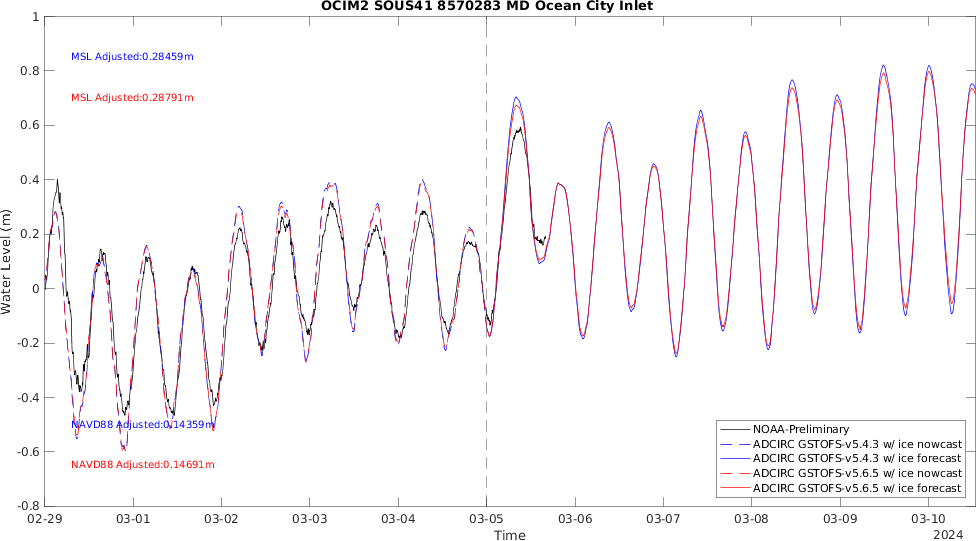 OCIM2 SOUS41 8570283 MD Ocean City Inlet
1
0.8
0.6
0.4
0.2
0
-0.2
-0.4
-0.6
-0.8
Water Level (m)
MSL Adjusted:0.28459m
MSL Adjusted:0.28791m
NAVD88 Adjusted:0.14359m
NAVD88 Adjusted:0.14691m
NOAA-Preliminary
ADCIRC GSTOFS-v5.4.3 w/ ice nowcast
ADCIRC GSTOFS-v5.4.3 w/ ice forecast
ADCIRC GSTOFS-v5.6.5 w/ ice nowcast
ADCIRC GSTOFS-v5.6.5 w/ ice forecast
02-29 03-01 03-02 03-03 03-04 03-05 03-06 03-07 03-08 03-09 03-10
Time
2024